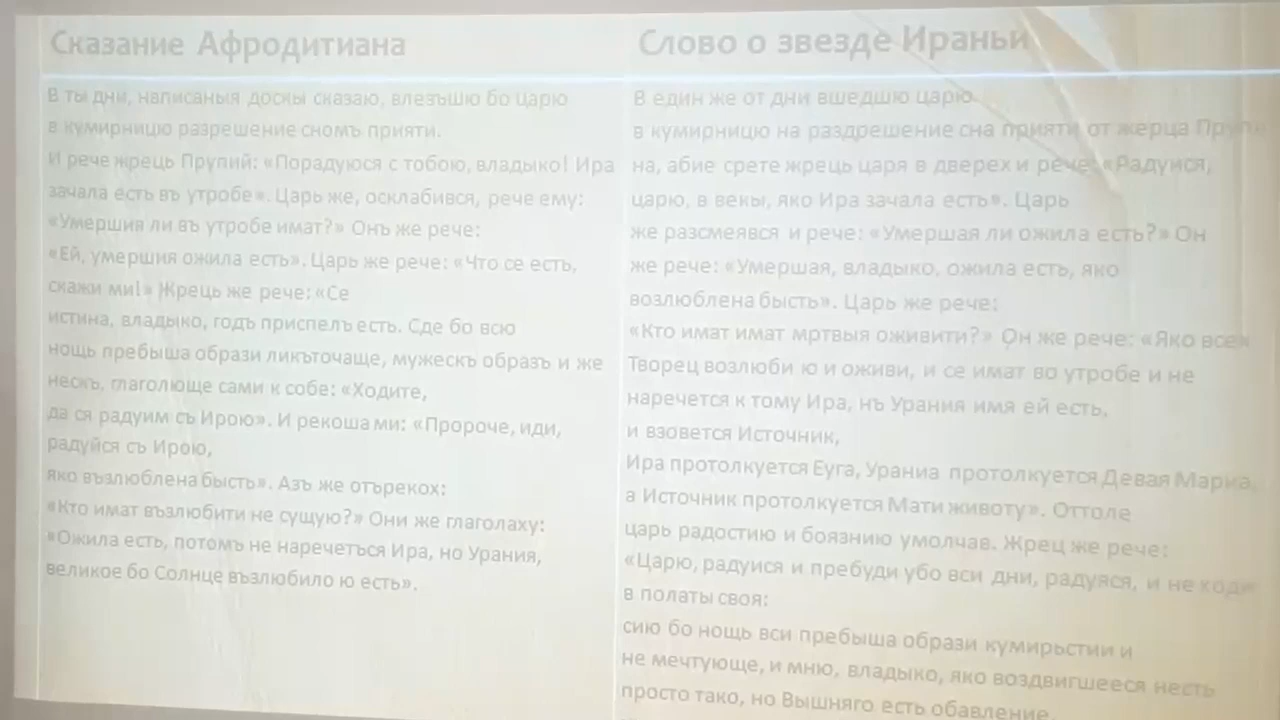 Сказание Афродитиана
В ты дни, написаныя доскы сказаю, влезъшю бо царю
в кумирницю разрешение сномъ прияти.
И рече жрець Прупий: «Порадуюся с тобою, владыко! Ира
зачала есть въ утробе». Царь же, осклабився, рече ему:
«Умершия ли въ утробе имат?» Онъ же рече:
«Ей, умершия ожила есть». Царь же рече: «Что се есть,
скажи ми!» Жрець же рече: «Се
истина, владыко, годъ приспелъ есть. Сде бо всю
нощь пребыша образи ликъточаще, мужескъ образъ и же
нескъ, глаголюще сами к собе: «Ходите,
да ся радуим съ Ирою». И рекоша ми: «Пророче, иди,
радуйся съ Ирою,
яко възлюблена бысть». Азъ же отърекох:
«Кто имат възлюбити не сущую?» Они же глаголаху:
«Ожила есть, потомъ не наречеться Ира, но Урания,
великое бо Солнце възлюбило ю есть».
Слово о звезде Ираньи
В един же от дни вшедшю царю
в кумирницю на раздрешение сна прияти от жерца Прупи
на, абие срете жрець царя в дверех и рече: «Радуися,
царю, в векы, яко Ира зачала есть». Царь
же разсмеявся и рече: «Умершая ли ожила есть?» Он
же рече: «Умершая, владыко, ожила есть, яко
возлюблена бысть». Царь же рече:
«Кто имат имат мртвыя оживити?» Он же рече: «Яко всех
Творец возлюби ю и оживи, и се имат во утробе и не
наречется к тому Ира, нъ Урания имя ей есть,
и взовется Источник,
Ира протолкуется Еуга, Ураниа протолкуется Девая Мариа,
а Источник протолкуется Мати животу». Оттоле
царь радостию и боязнию умолчав. Жрец же рече:
«Царю, радуися и пребуди убо вси дни, радуяся, и не ходи
в полаты своя:
сию бо нощь вси пребыша образи кумирьстии и
не мечтующе, и мню, владыко, яко воздвигшееся несть
просто тако, но Вышняго есть обавление.